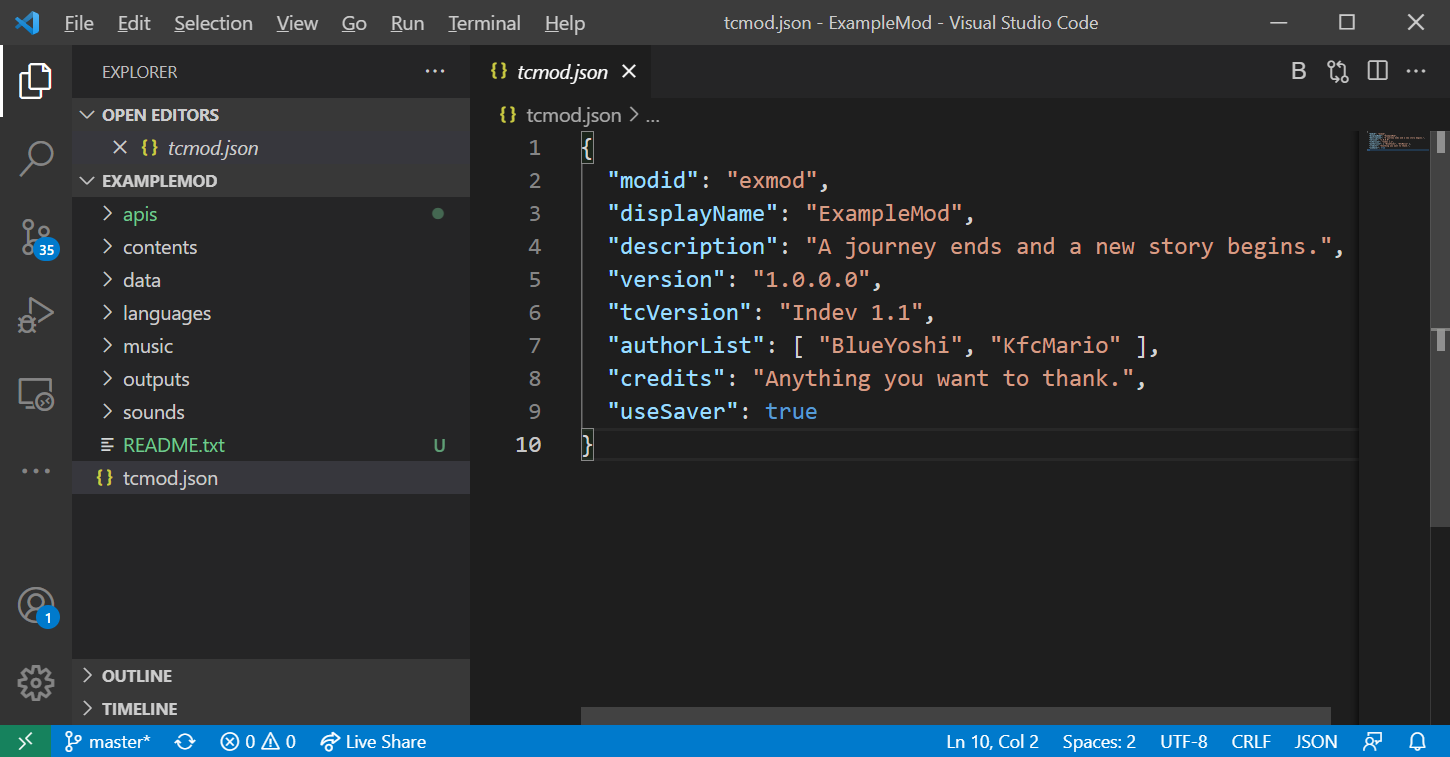 File Edit Selection View Go Run Terminal Help tcmod.json - ExampleMod - Visual Studio Code
EXPLORER
OPEN EDITORS
{} tcmod.json
EXAMPLEMOD
apis
contents
data
languages
music
outputs
sounds
README.txt U
{} tcmod.json
OUTLINE
TIMELINE
35
1
{} tcmod.json
B
{} tcmod.json > ...
1 {
2 "modid": "exmod",
3 "displayName": "ExampleMod",
4 "description": "A journey ends and a new story begins.",
5 "version": "1.0.0.0",
6 "tcVersion": "Indev 1.1",
7 "authorList": [ "BlueYoshi", "KfcMario" ],
8 "credits": "Anything you want to thank.",
9 "useSaver": true
10 }
master* 0 0 Live Share Ln 10, Col 2 Spaces: 2 UTF-8 CRLF JSON